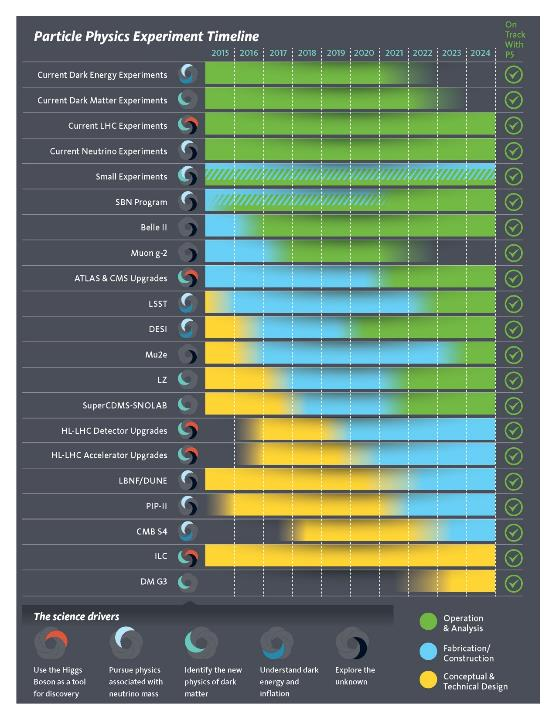 Particle Physics Experiment Timeline
On
Track
With
P5
2015 2016 2017 2018 2019 2020 2021 2022 2023 2024
Current Dark Energy Experiments
Current Dark Matter Experiments
Current LHC Experiments
Current Neutrino Experiments
Small Experiments
SBN Program
Belle II
Muon g-2
ATLAS & CMS Upgrades
LSST
DESI
Mu2e
LZ
SuperCDMS-SNOLAB
HL-LHC Detector Upgrades
HL-LHC Accelerator Upgrades
LBNF/DUNE
PIP-II
CMB S4
ILC
DM G3
The science drivers
Use the Higgs
Boson as a tool
for discovery
Pursue physics
associated with
neutrino mass
Identify the new
physics of dark
matter
Understand dark
energy and
inflation
Explore the
unknown
Operation
& Analysis
Fabrication/
Construction
Conceptual &
Technical Design